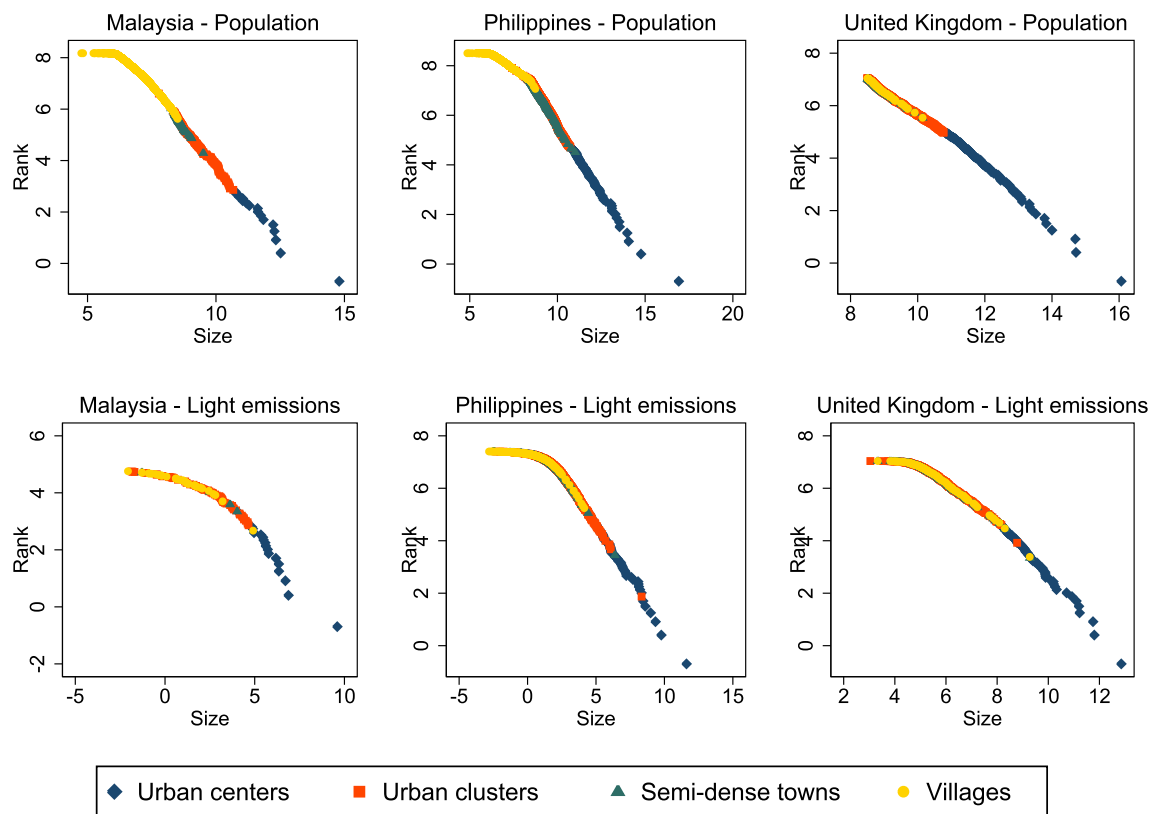 Malaysia - Population
Philippines - Population
United Kingdom - Population
8
6
4
2
0
Rank
5
10
15
Size
8
6
4
2
0
Rank
5
10
15
20
Size
8
6
4
2
0
Rank
8
10
12
14
16
Size
Malaysia - Light emissions
Philippines - Light emissions
United Kingdom - Light emissions
6
4
2
0
-2
Rank
-5
0
5
10
Size
8
6
4
2
0
Rank
-5
0
5
10
15
Size
8
6
4
2
0
Rank
2
4
6
8
10
12
Size
Urban centers
Urban clusters
Semi-dense towns
Villages